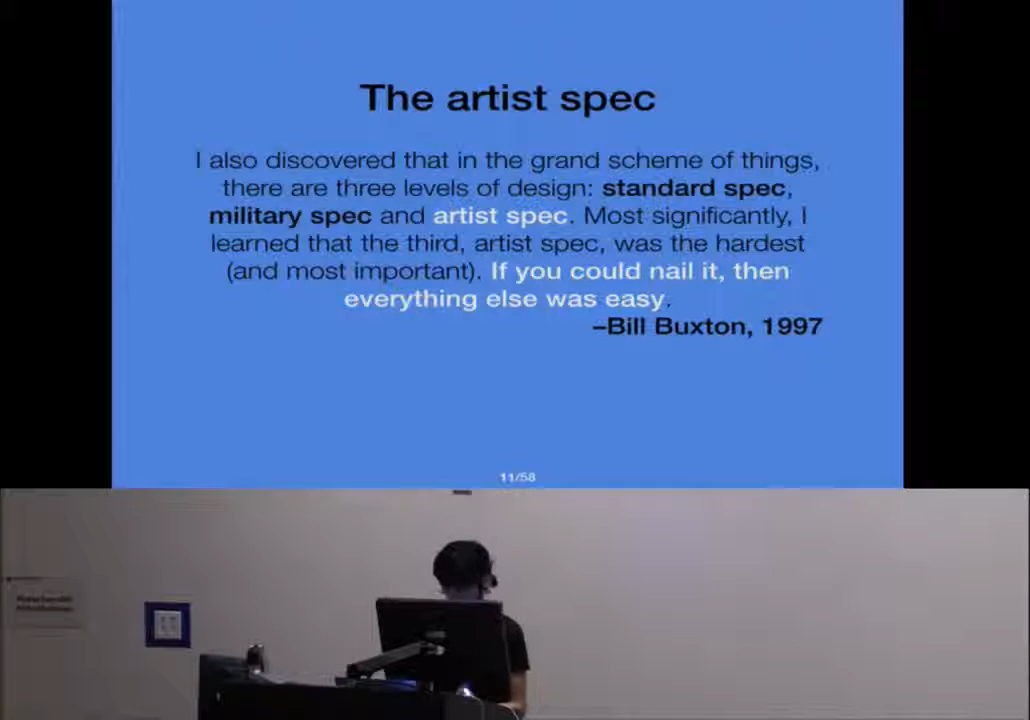 The artist spec
I also discovered that in the grand scheme of things,
there are three levels of design: standard spec,
military spec and artist spec. Most significantly, I
learned that the third, artist spec, was the hardest
(and most important). If you could nail it, then
everything else was easy.
–Bill Buxton, 1997
11/58